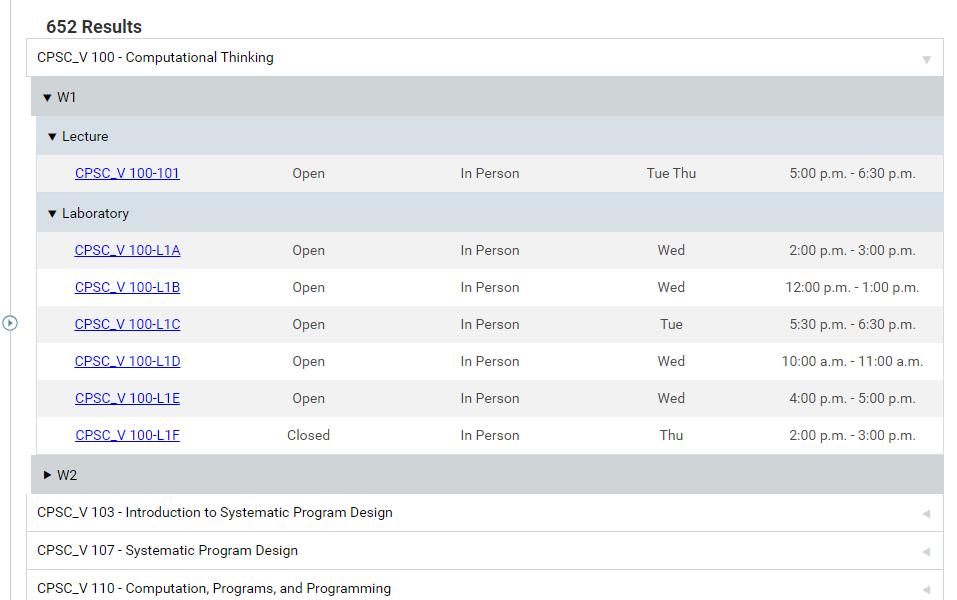 652 Results
CPSC_V 100 - Computational Thinking
W1
Lecture
CPSC_V 100-101 Open In Person Tue Thu 5:00 p.m. - 6:30 p.m.
Laboratory
CPSC_V 100-L1A Open In Person Wed 2:00 p.m. - 3:00 p.m.
CPSC_V 100-L1B Open In Person Wed 12:00 p.m. - 1:00 p.m.
CPSC_V 100-L1C Open In Person Tue 5:30 p.m. - 6:30 p.m.
CPSC_V 100-L1D Open In Person Wed 10:00 a.m. - 11:00 a.m.
CPSC_V 100-L1E Open In Person Wed 4:00 p.m. - 5:00 p.m.
CPSC_V 100-L1F Closed In Person Thu 2:00 p.m. - 3:00 p.m.
W2
CPSC_V 103 - Introduction to Systematic Program Design
CPSC_V 107 - Systematic Program Design
CPSC_V 110 - Computation, Programs, and Programming